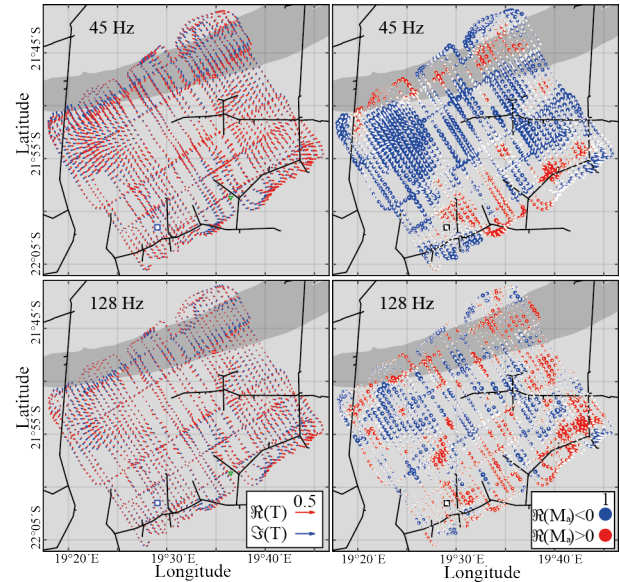 45 Hz
45 Hz
Latitude
21°45´S
21°55´S
22°05´S
128 Hz
128 Hz
Latitude
21°45´S
21°55´S
22°05´S
0.5
ℜ(T)
ℑ(T)
1
ℜ(Mₐ)<0
ℜ(Mₐ)>0
19°20´E 19°30´E 19°40´E
19°20´E 19°30´E 19°40´E
Longitude
Longitude